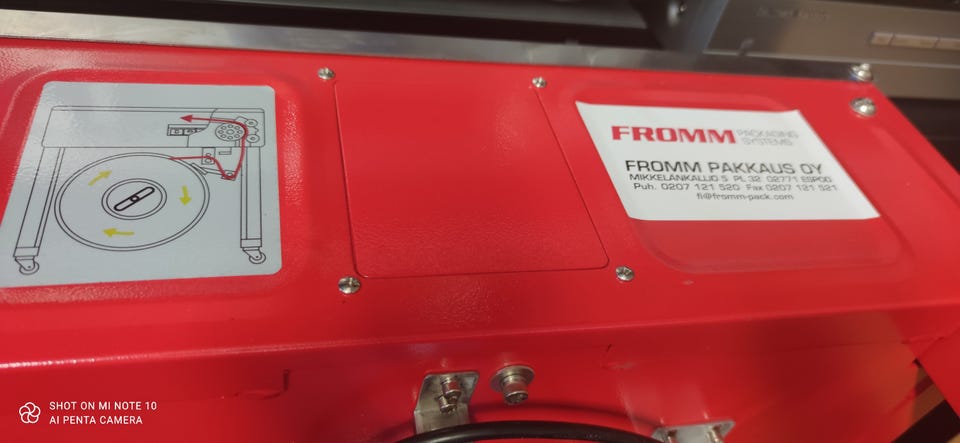 FROMM PACKAGING SYSTEMS
FROMM PAKKAUS OY
MIKKELÄNKALLIO 5 PL 32 02771 ESPOO
Puh. 0207 121 520 Fax 0207 121 521
fi@fromm-pack.com
SHOT ON MI NOTE 10
AI PENTA CAMERA